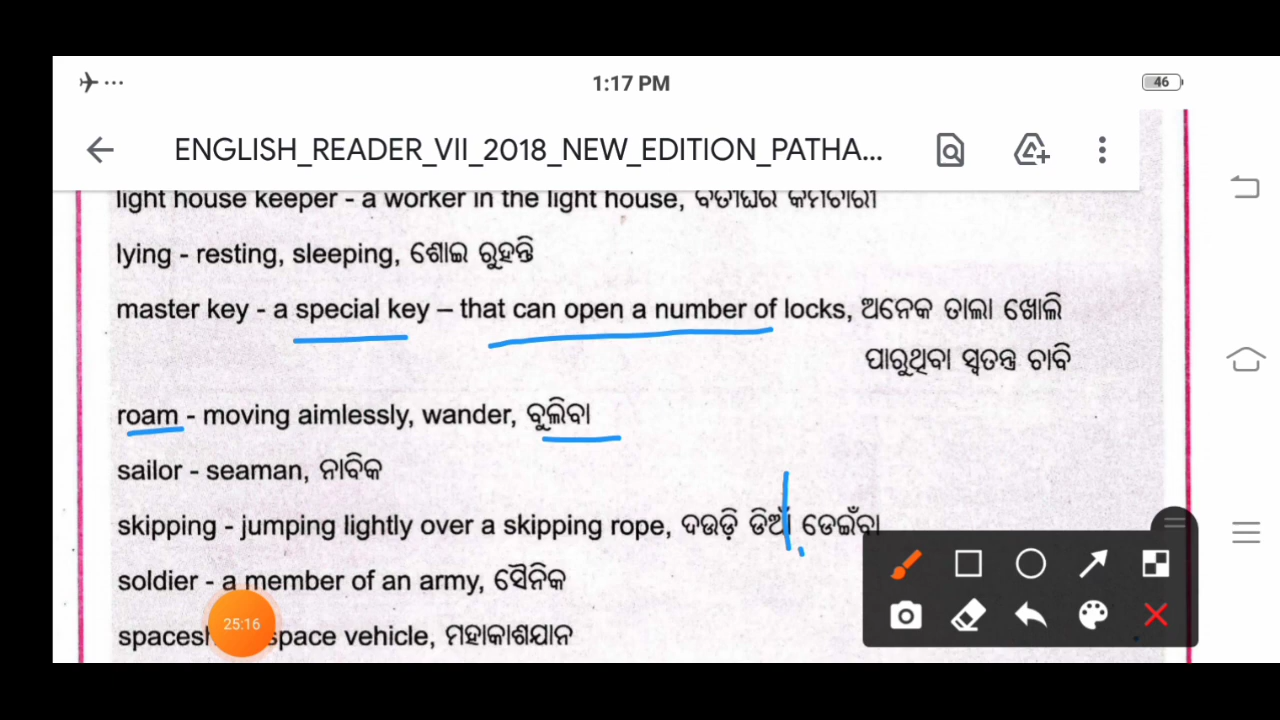 1:17 PM
46
ENGLISH_READER_VII_2018_NEW_EDITION_PATHA...
light house keeper - a worker in the light house, ବତୀଘର କର୍ମଚାରୀ
lying - resting, sleeping, ଶୋଇ ରୁହନ୍ତି
master key - a special key – that can open a number of locks, ଅନେକ ତାଲା ଖୋଲି
ପାରୁଥିବା ସ୍ୱତନ୍ତ୍ର ଚାବି
roam - moving aimlessly, wander, ବୁଲିବା
sailor - seaman, ନାବିକ
skipping - jumping lightly over a skipping rope, ଦଉଡ଼ି ଡିଆଁ ଡେଇଁବା
soldier - a member of an army, ସୈନିକ
space vehicle, ମହାକାଶଯାନ
25:16